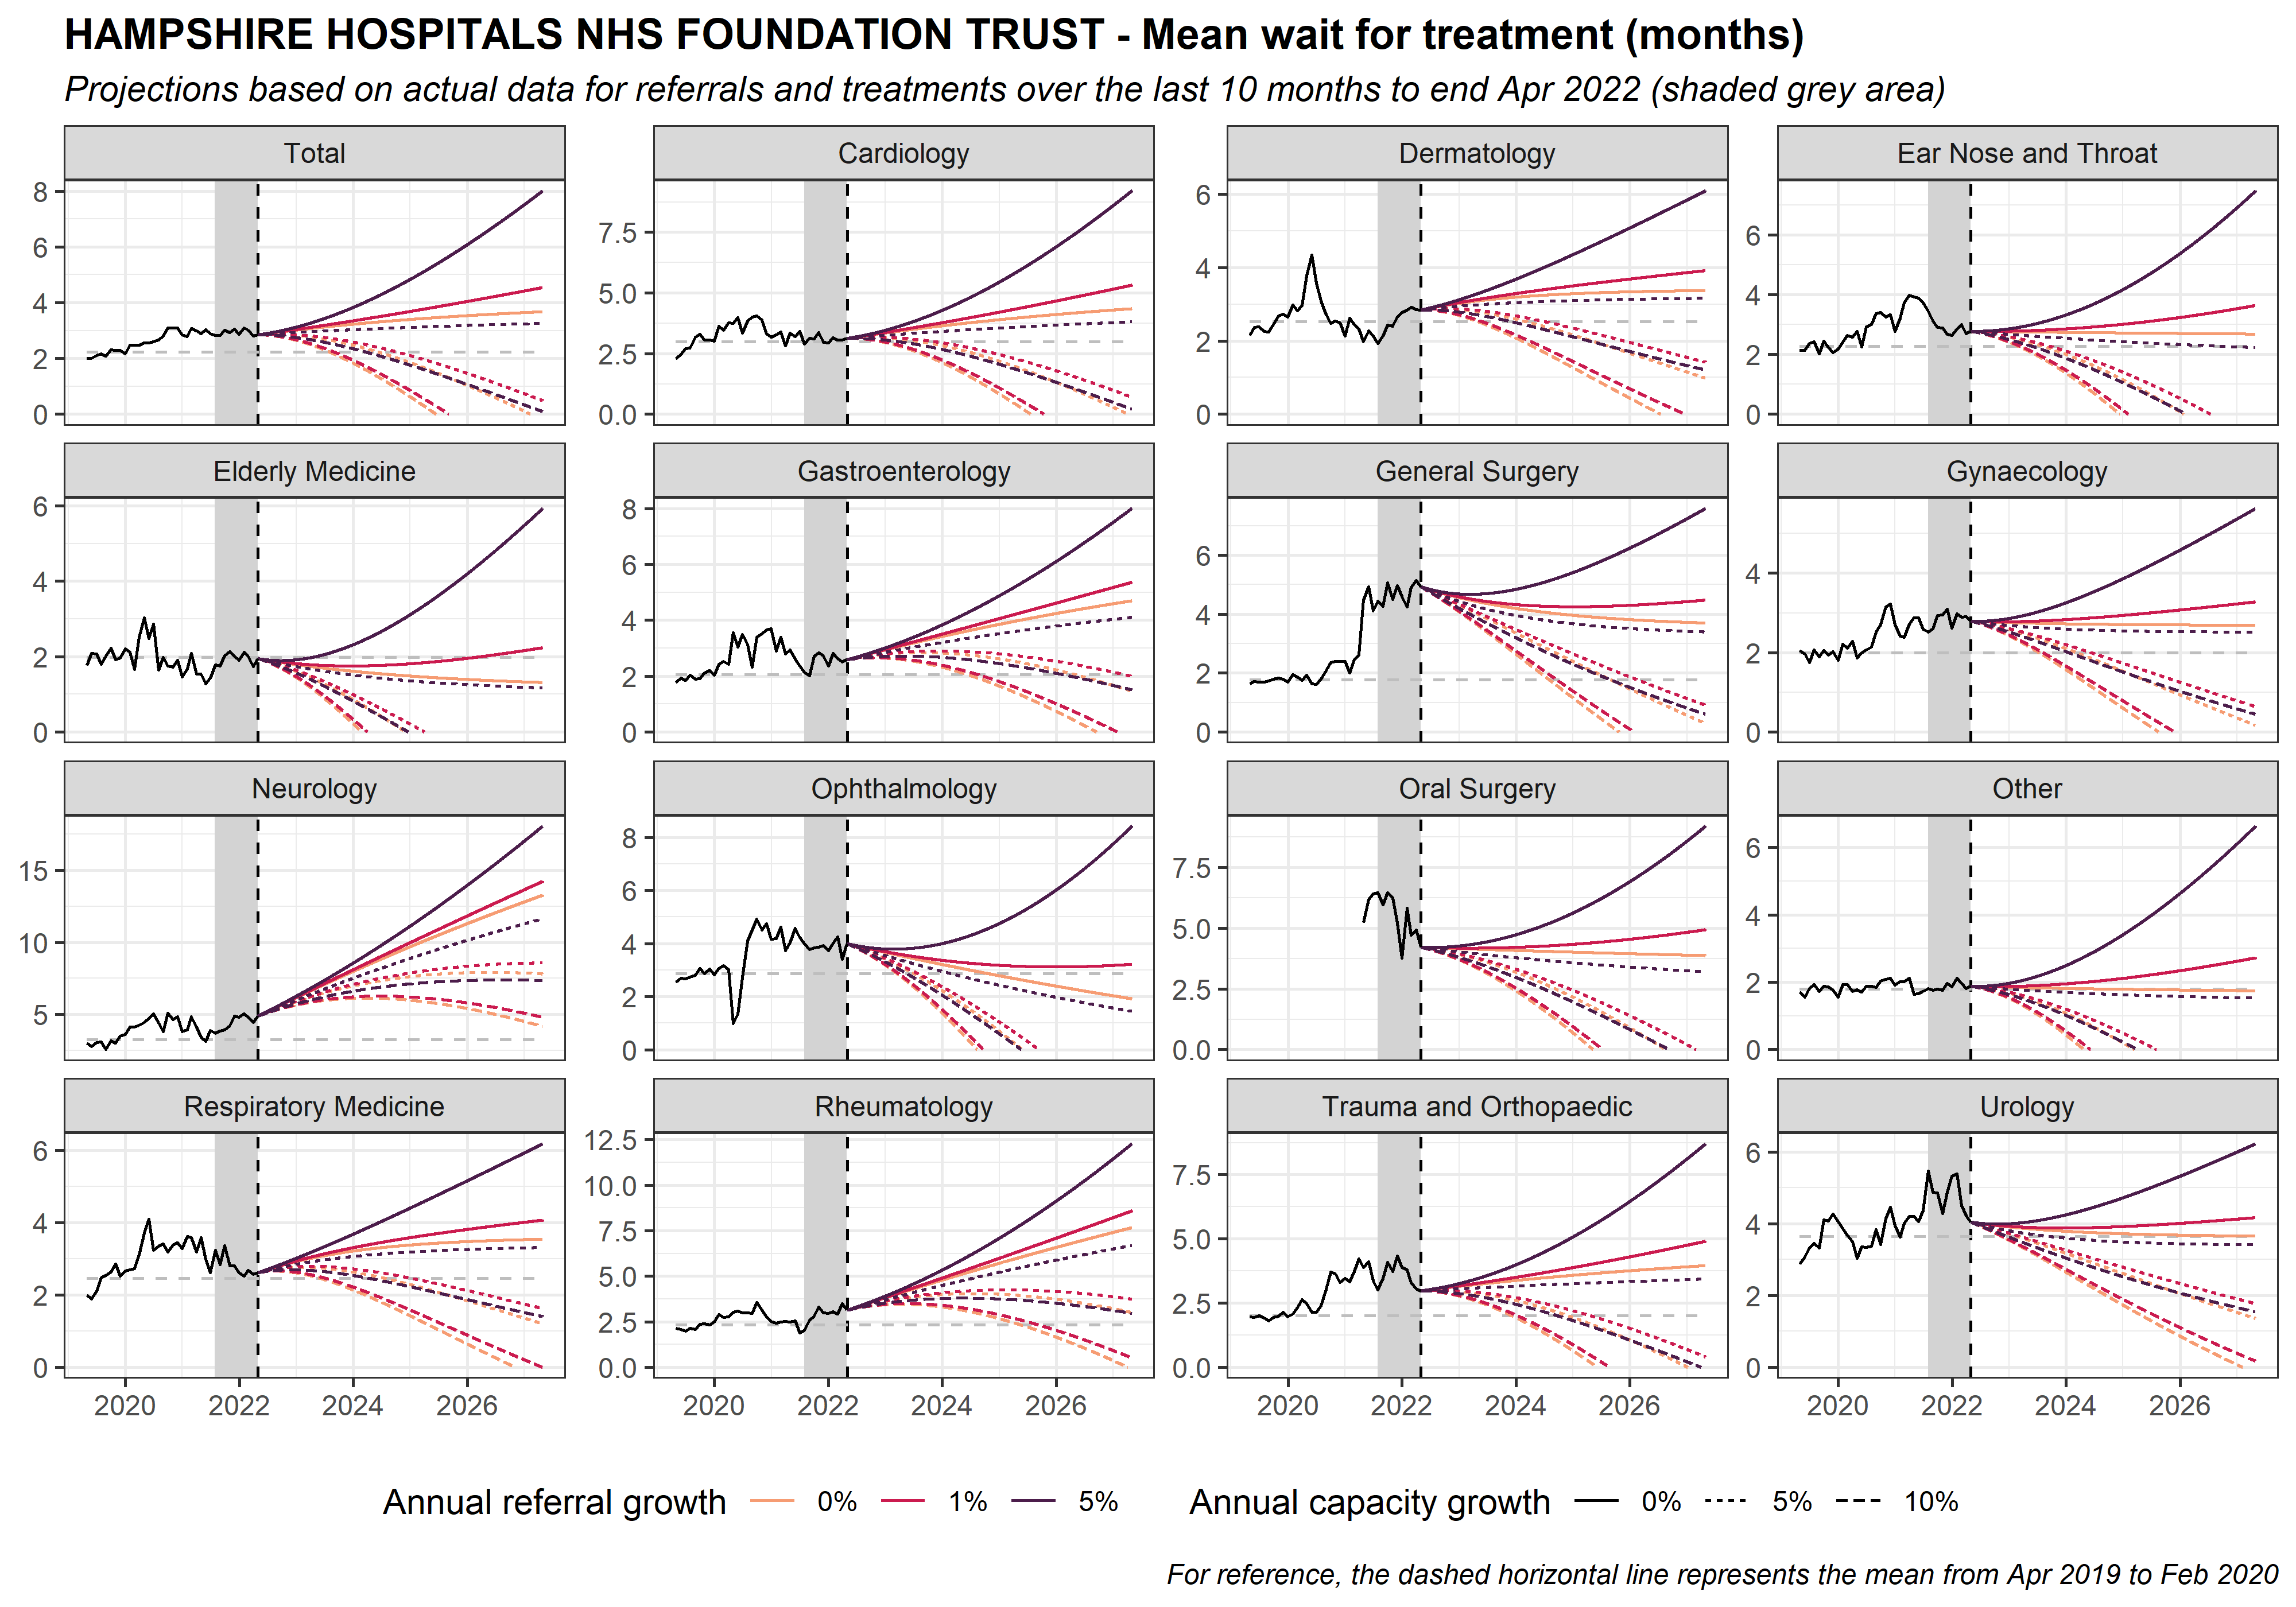 HAMPSHIRE HOSPITALS NHS FOUNDATION TRUST - Mean wait for treatment (months)
Projections based on actual data for referrals and treatments over the last 10 months to end Apr 2022 (shaded grey area)
Total
Cardiology
Dermatology
Ear Nose and Throat
8
6
4
2
0
7.5
5.0
2.5
0.0
6
4
2
0
6
4
2
0
Elderly Medicine
Gastroenterology
General Surgery
Gynaecology
6
4
2
0
8
6
4
2
0
6
4
2
0
4
2
0
Neurology
Ophthalmology
Oral Surgery
Other
15
10
5
8
6
4
2
0
7.5
5.0
2.5
0.0
6
4
2
0
Respiratory Medicine
Rheumatology
Trauma and Orthopaedic
Urology
6
4
2
0
12.5
10.0
7.5
5.0
2.5
0.0
7.5
5.0
2.5
0.0
6
4
2
0
2020 2022 2024 2026
2020 2022 2024 2026
2020 2022 2024 2026
2020 2022 2024 2026
Annual referral growth 0% 1% 5%
Annual capacity growth 0% 5% 10%
For reference, the dashed horizontal line represents the mean from Apr 2019 to Feb 2020